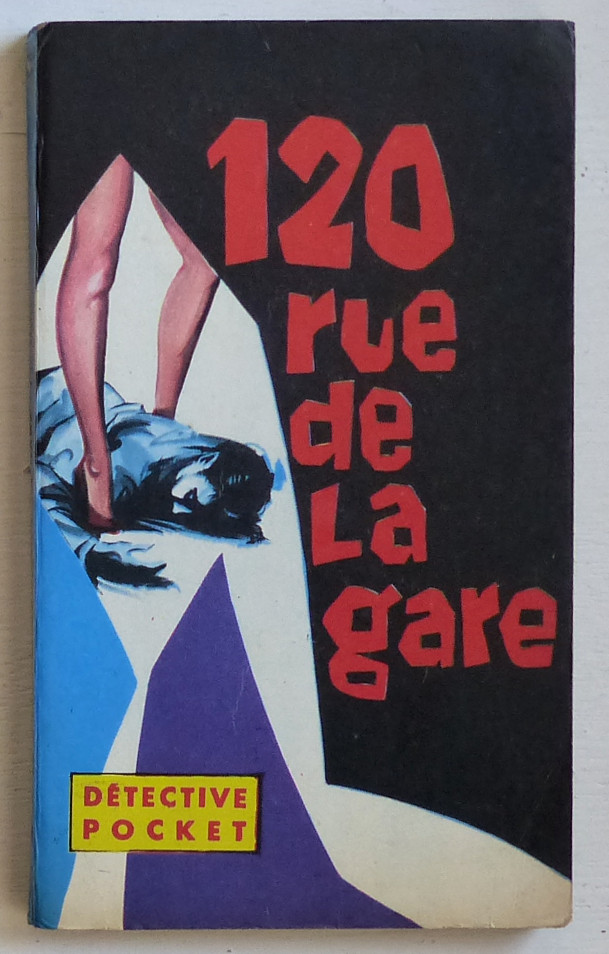 120
rue
de
La
gare
DÉTECTIVE
POCKET